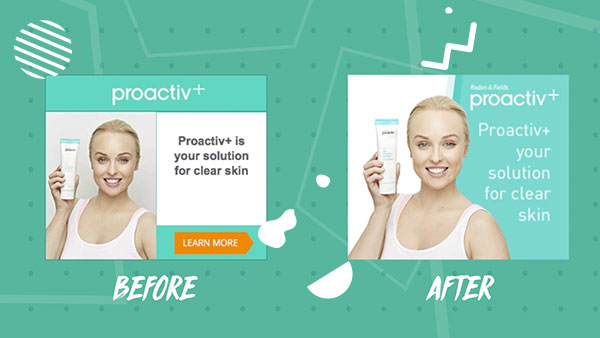 proactiv+
Proactiv+ is
your solution
for clear skin
LEARN MORE
BEFORE
Rodan & Fields
proactiv+
Proactiv+
your
solution
for clear
skin
AFTER